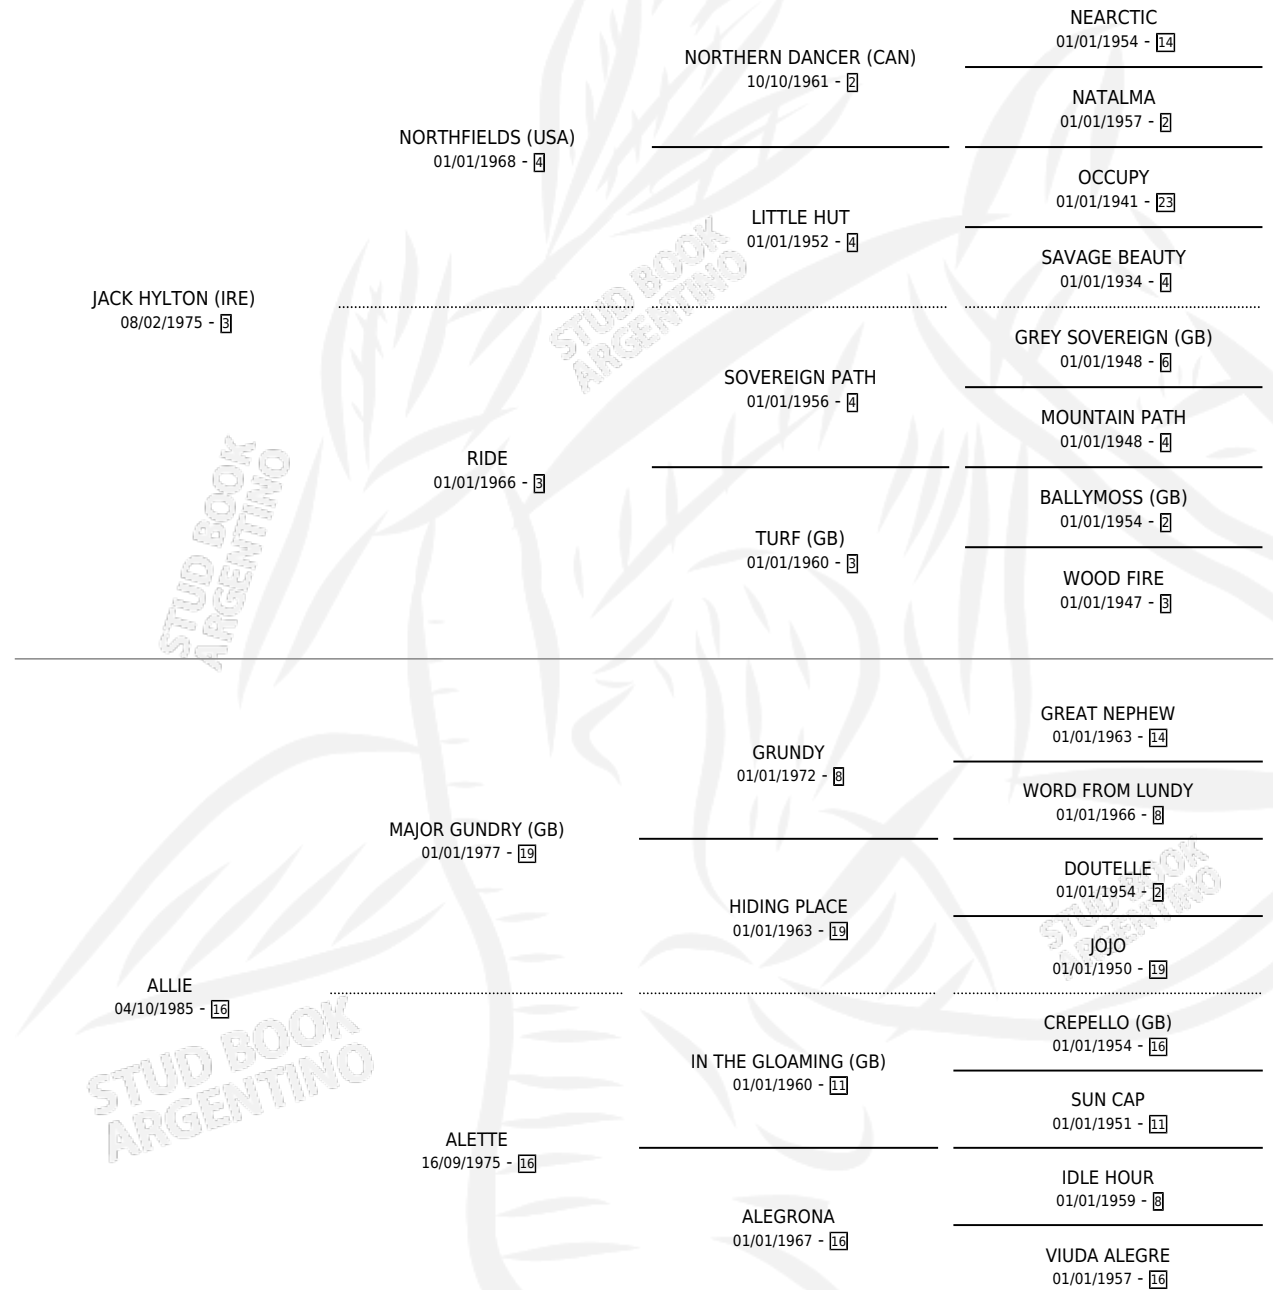 NEARCTIC
01/01/1954 - 14
NORTHERN DANCER (CAN)
10/10/1961 - 2
NATALMA
01/01/1957 - 2
NORTHFIELDS (USA)
01/01/1968 - 4
OCCUPY
01/01/1941 - 23
LITTLE HUT
01/01/1952 - 4
SAVAGE BEAUTY
01/01/1934 - 4
JACK HYLTON (IRE)
08/02/1975 - 3
GREY SOVEREIGN (GB)
01/01/1948 - 6
SOVEREIGN PATH
01/01/1956 - 4
MOUNTAIN PATH
01/01/1948 - 4
RIDE
01/01/1966 - 3
BALLYMOSS (GB)
01/01/1954 - 2
TURF (GB)
01/01/1960 - 3
WOOD FIRE
01/01/1947 - 3
GREAT NEPHEW
01/01/1963 - 14
GRUNDY
01/01/1972 - 8
WORD FROM LUNDY
01/01/1966 - 8
MAJOR GUNDRY (GB)
01/01/1977 - 19
DOUTELLE
01/01/1954 - 2
HIDING PLACE
01/01/1963 - 19
JOJO
01/01/1950 - 19
ALLIE
04/10/1985 - 16
CREPELLO (GB)
01/01/1954 - 16
IN THE GLOAMING (GB)
01/01/1960 - 11
SUN CAP
01/01/1951 - 11
ALETTE
16/09/1975 - 16
IDLE HOUR
01/01/1959 - 8
ALEGRONA
01/01/1967 - 16
VIUDA ALEGRE
01/01/1957 - 16
STUD BOOK
ARGENTINO
STUD BOOK
ARGENTINO
STUD BOOK
ARGENTINO
STUD BOOK
ARGENTINO